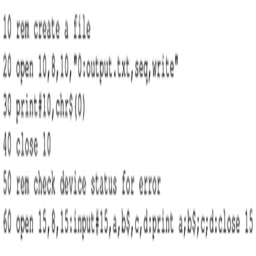 10 rem create a file
20 open 10,8,10,"0:output.txt,seq,write"
30 print#10,chr$(0)
40 close 10
50 rem check device status for error
60 open 15,8,15:input#15,a,b$,c,d:print a;b$;c;d:close 15